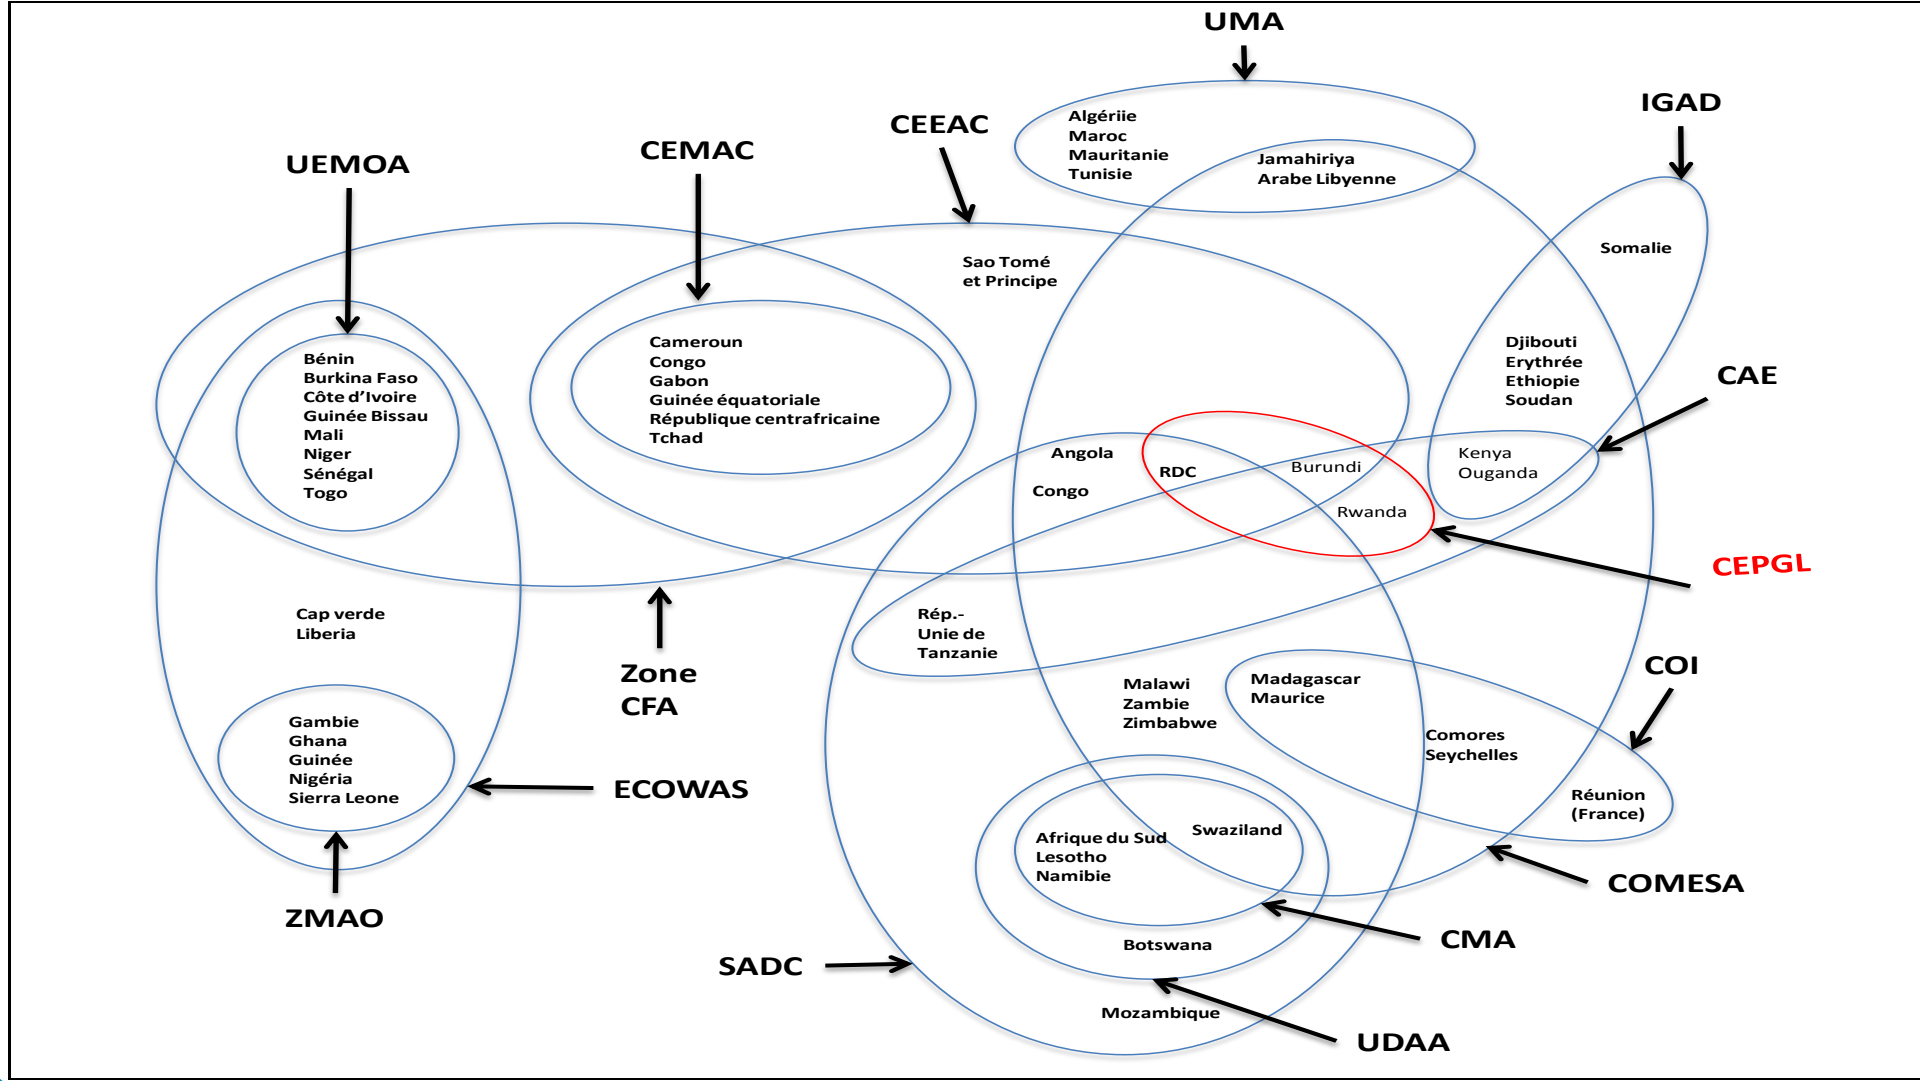 UMA
IGAD
CEEAC
CEMAC
UEMOA
Algériie
Maroc
Mauritanie
Tunisie
Jamahiriya
Arabe Libyenne
Somalie
Sao Tomé
et Principe
Bénin
Burkina Faso
Côte d'Ivoire
Guinée Bissau
Mali
Niger
Sénégal
Togo
Cameroun
Congo
Gabon
Guinée équatoriale
République centrafricaine
Tchad
Djibouti
Erythrée
Ethiopie
Soudan
CAE
Angola
RDC
Burundi
Kenya
Ouganda
Congo
Rwanda
CEPGL
Cap verde
Liberia
Rép.-
Unie de
Tanzanie
Zone
CFA
COI
Malawi
Zambie
Zimbabwe
Madagascar
Maurice
Comores
Seychelles
Gambie
Ghana
Guinée
Nigéria
Sierra Leone
ECOWAS
Réunion
(France)
Afrique du Sud
Lesotho
Namibie
Swaziland
COMESA
ZMAO
CMA
Botswana
SADC
Mozambique
UDAA